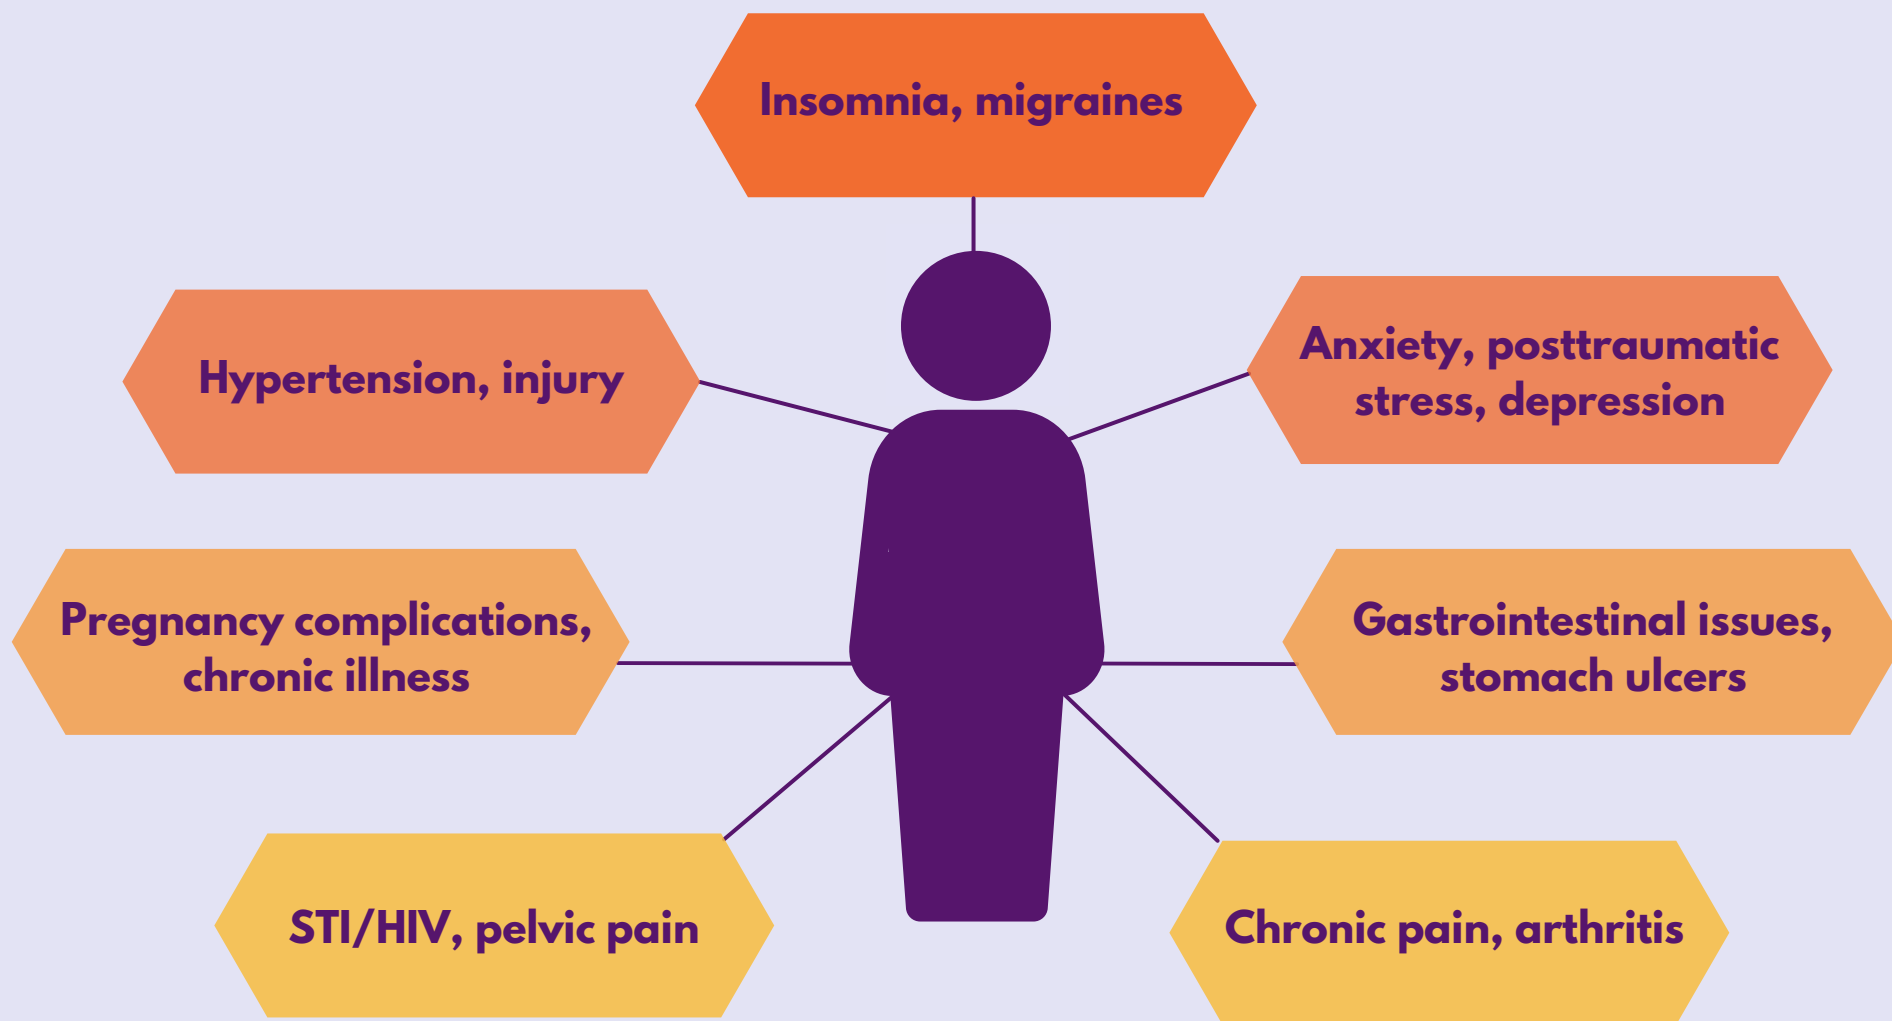 Insomnia, migraines
Hypertension, injury
Anxiety, posttraumatic
stress, depression
Pregnancy complications,
chronic illness
Gastrointestinal issues,
stomach ulcers
STI/HIV, pelvic pain
Chronic pain, arthritis